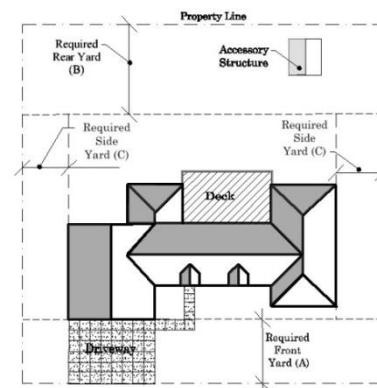 Property Line
Required
Rear Yard
(B)
Accessory
Structure
Required
Side
Yard (C)
Required
Side
Yard (C)
Deck
Driveway
Required
Front
Yard (A)